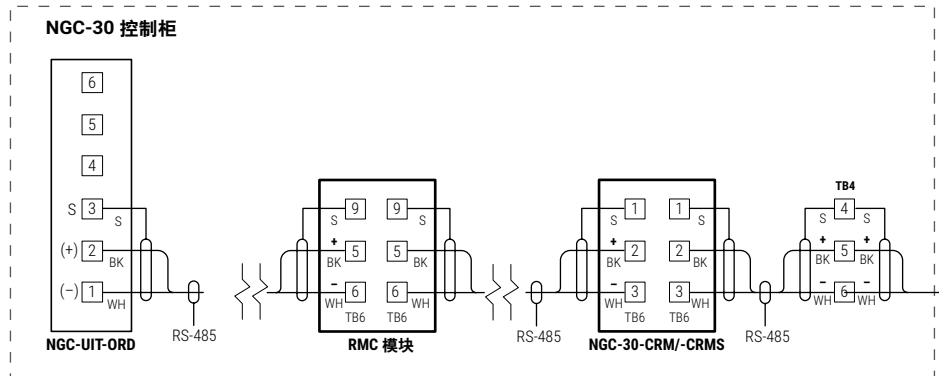 NGC-30 控制柜
6
5
4
S 3 S
(+) 2 BK
(−) 1 WH
NGC-UIT-ORD
RS-485
S 9 9 S
+
BK 5 5 BK
−
WH 6 6 WH
TB6 TB6
RMC 模块
RS-485
S 1 1 S
+
BK 2 2 BK
−
WH 3 3 WH
TB6 TB6
NGC-30-CRM/-CRMS
RS-485
TB4
S 4 S
+ +
BK 5 BK
− −
WH 6 WH